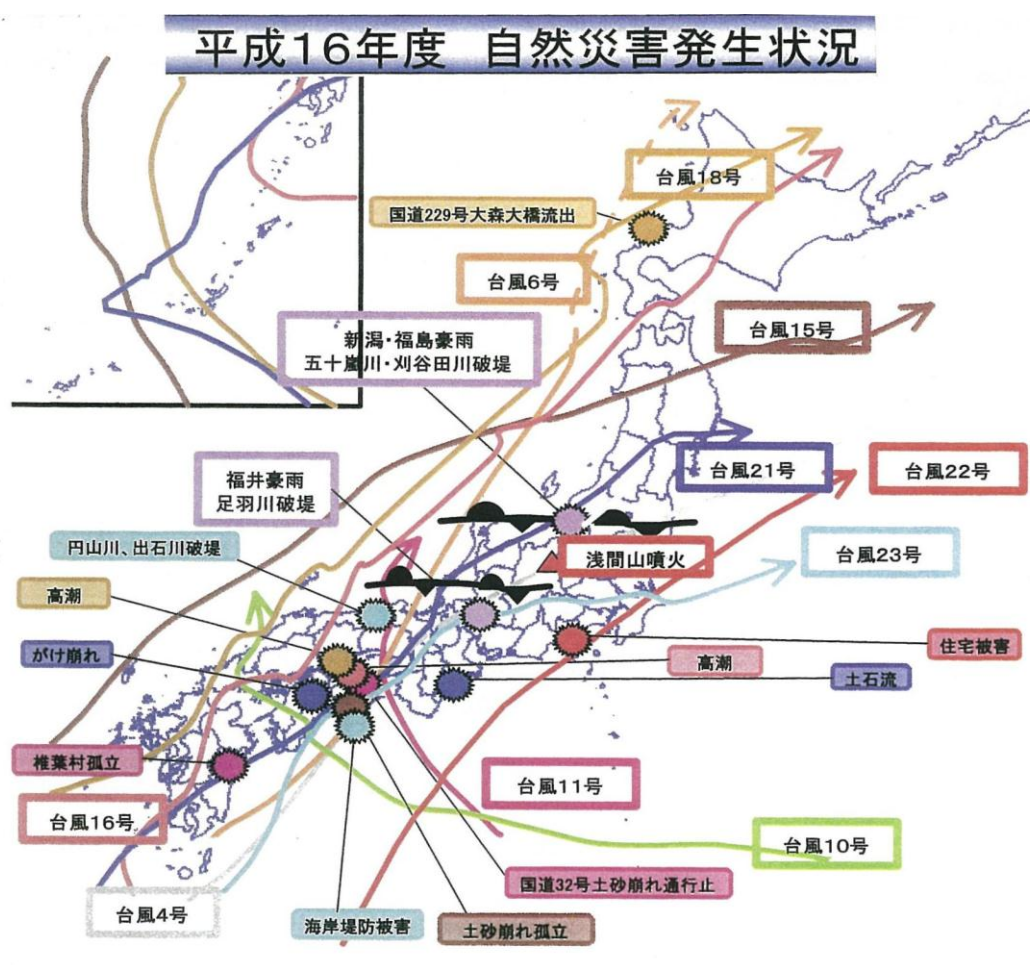 平成16年度 自然災害発生状況
台風18号
国道229号大森大橋流出
台風6号
台風15号
新潟・福島豪雨
五十嵐川・刈谷田川破堤
台風21号
台風22号
福井豪雨
足羽川破堤
円山川、出石川破堤
浅間山噴火
台風23号
高潮
がけ崩れ
高潮
住宅被害
土石流
椎葉村孤立
台風11号
台風16号
台風10号
国道32号土砂崩れ通行止
台風4号
海岸堤防被害
土砂崩れ孤立